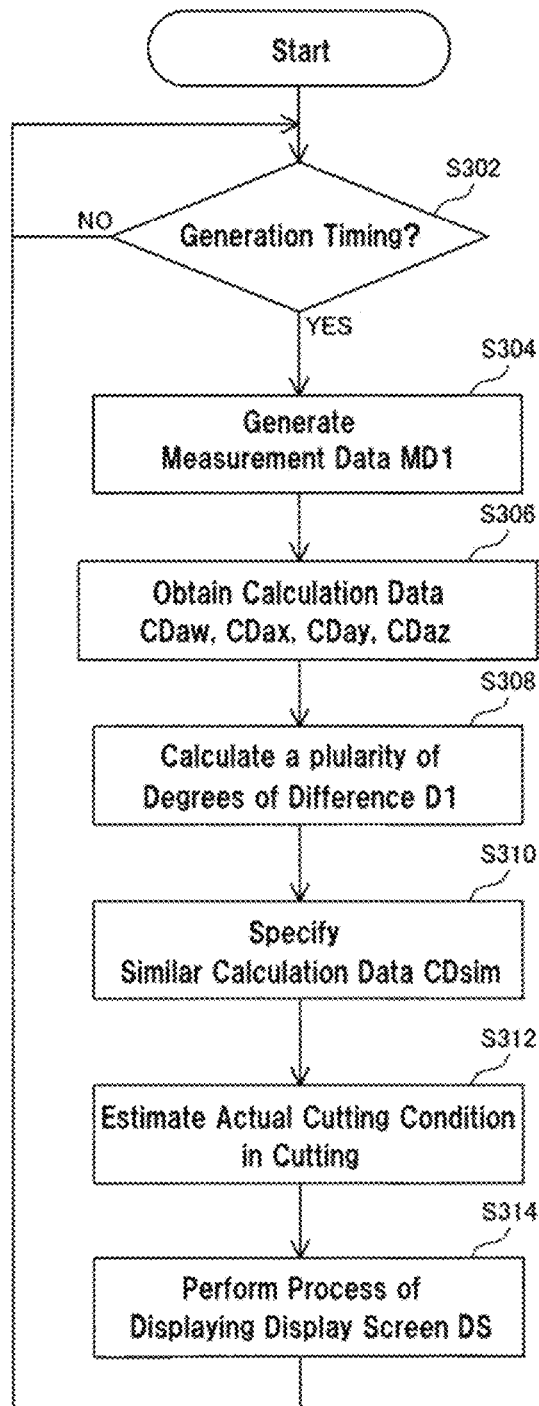 Start
S302
NO
Generation Timing?
YES
S304
Generate
Measurement Data MD1
S306
Obtain Calculation Data
CDaw, CDax, CDay, CDaz
S308
Calculate a plularity of
Degrees of Difference D1
S310
Specify
Similar Calculation Data CDsim
S312
Estimate Actual Cutting Condition
in Cutting
S314
Perform Process of
Displaying Display Screen DS